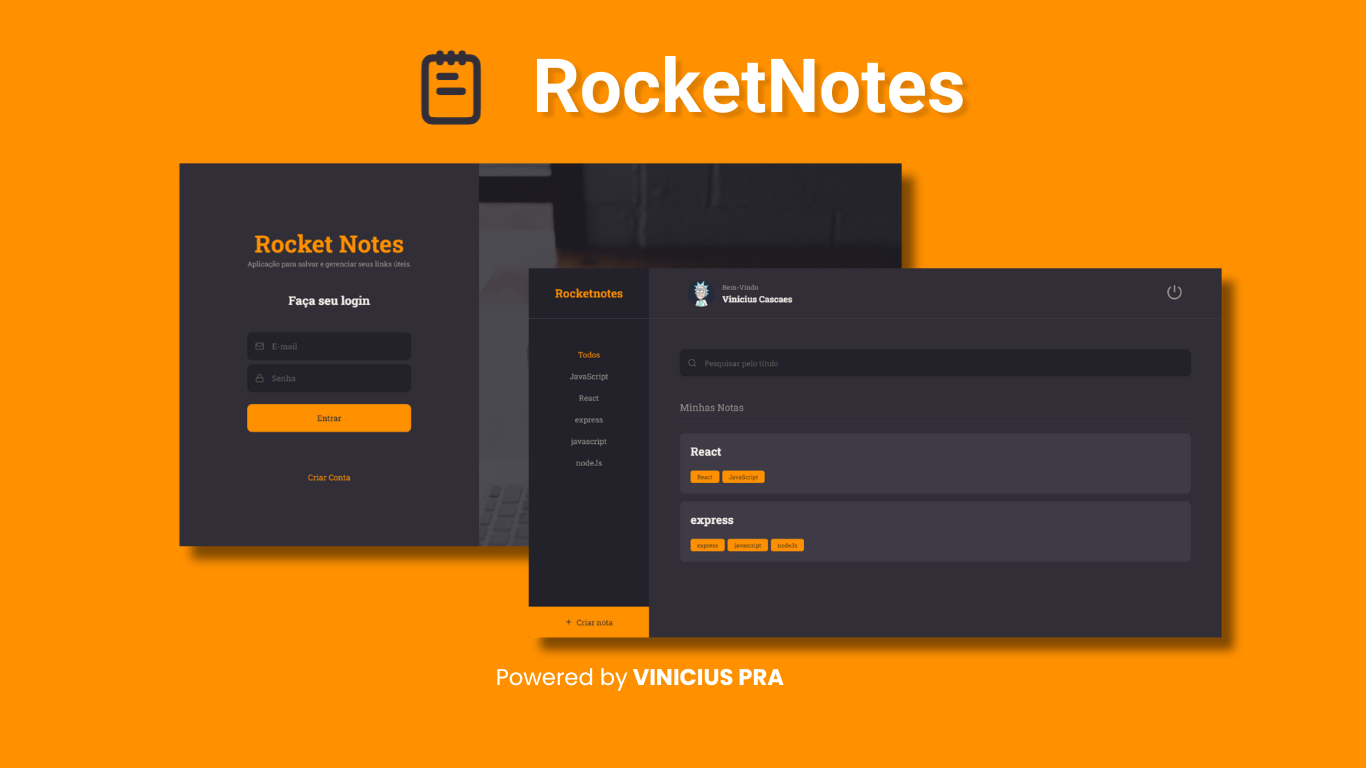 RocketNotes
Rocket Notes
Aplicação para salvar e gerenciar seus links úteis.
Faça seu login
E-mail
Senha
Entrar
Criar Conta
Rocketnotes
Bem-Vindo
Vinicius Cascaes
Todos
JavaScript
React
express
javascript
nodeJs
Criar nota
Pesquisar pelo título
Minhas Notas
React
React JavaScript
express
express javascript nodeJs
Powered by VINICIUS PRA